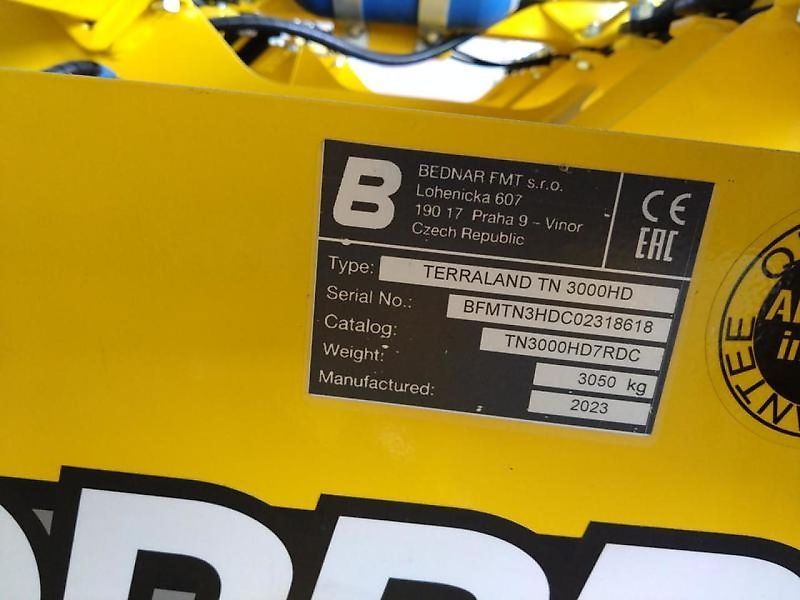 B
BEDNAR FMT s.r.o.
Lohenicka 607
190 17 Praha 9 - Vinor
Czech Republic
CE
EAC
Type: TERRALAND TN 3000HD
Serial No.: BFMTN3HDC02318618
Catalog: TN3000HD7RDC
Weight: 3050 kg
Manufactured: 2023